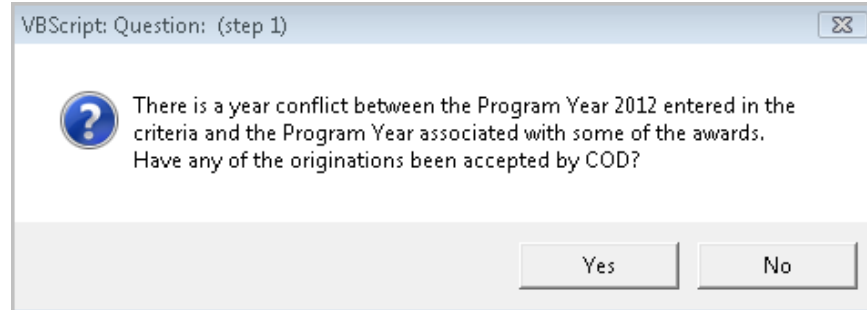 VBScript: Question: (step 1)
There is a year conflict between the Program Year 2012 entered in the
criteria and the Program Year associated with some of the awards.
Have any of the originations been accepted by COD?
Yes No